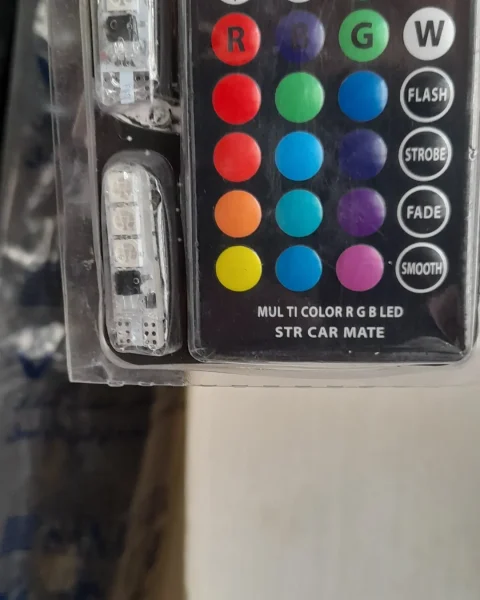 R B G W
FLASH
STROBE
FADE
SMOOTH
MUL TI COLOR R G B LED
STR CAR MATE